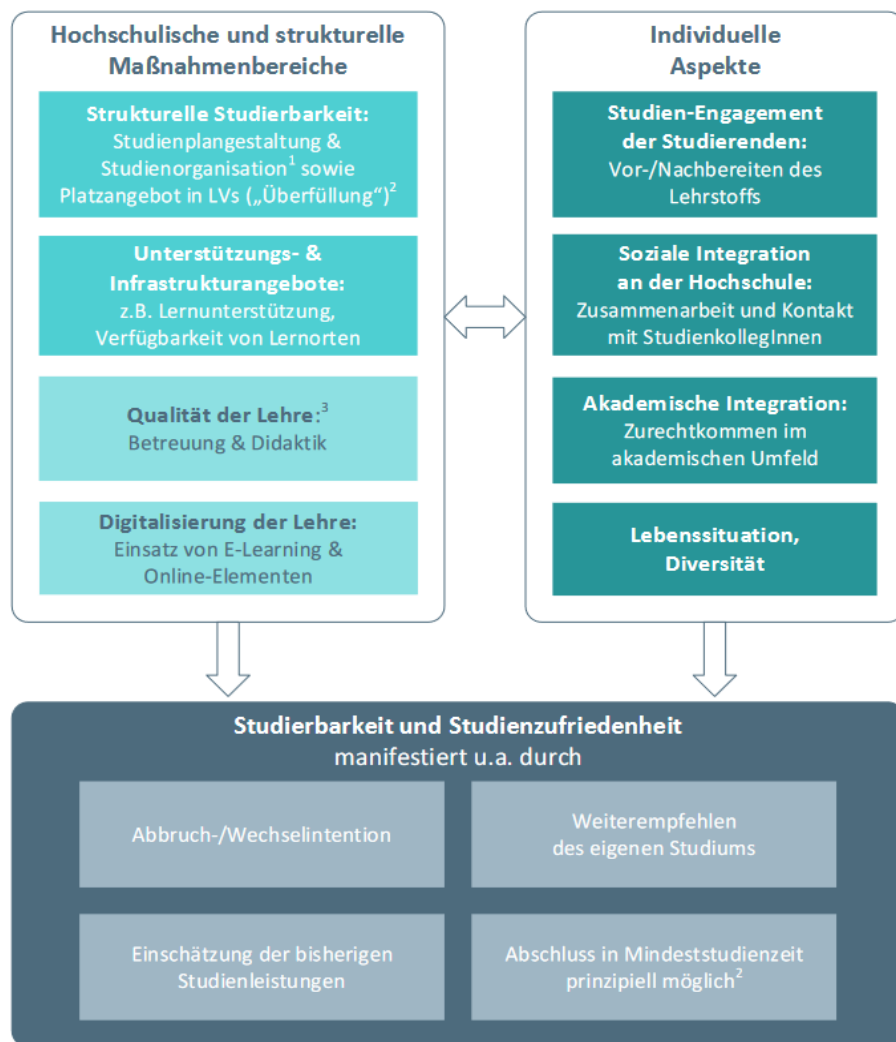 Hochschulische und strukturelle
Maßnahmenbereiche
Strukturelle Studierbarkeit:
Studienplangestaltung &
Studienorganisation¹ sowie
Platzangebot in LVs („Überfüllung“)²
Unterstützungs- &
Infrastrukturangebote:
z.B. Lernunterstützung,
Verfügbarkeit von Lernorten
Qualität der Lehre:³
Betreuung & Didaktik
Digitalisierung der Lehre:
Einsatz von E-Learning &
Online-Elementen
Individuelle
Aspekte
Studien-Engagement
der Studierenden:
Vor-/Nachbereiten des
Lehrstoffs
Soziale Integration
an der Hochschule:
Zusammenarbeit und Kontakt
mit StudienkollegInnen
Akademische Integration:
Zurechtkommen im
akademischen Umfeld
Lebenssituation,
Diversität
Studierbarkeit und Studienzufriedenheit
manifestiert u.a. durch
Abbruch-/Wechselintention
Weiterempfehlen
des eigenen Studiums
Einschätzung der bisherigen
Studienleistungen
Abschluss in Mindeststudienzeit
prinzipiell möglich²